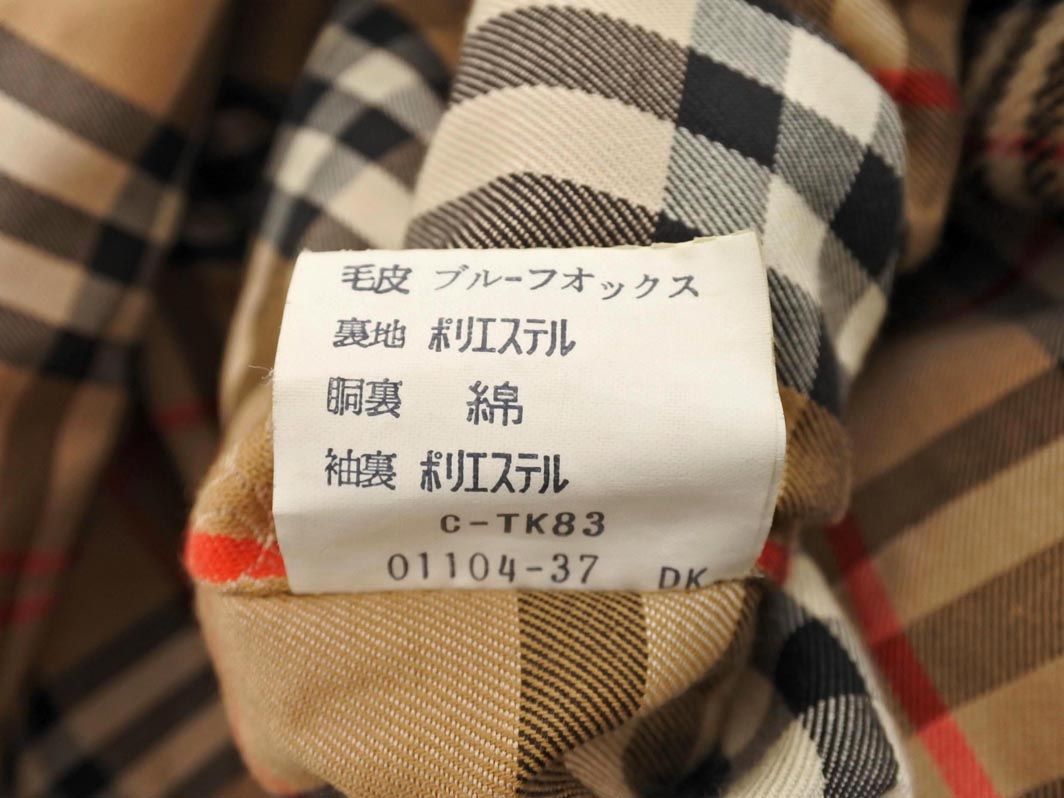 毛皮 ブルーフオックス
裏地 ポリエステル
胴裏 綿
袖裏 ポリエステル
C-TK83
01104-37 DK